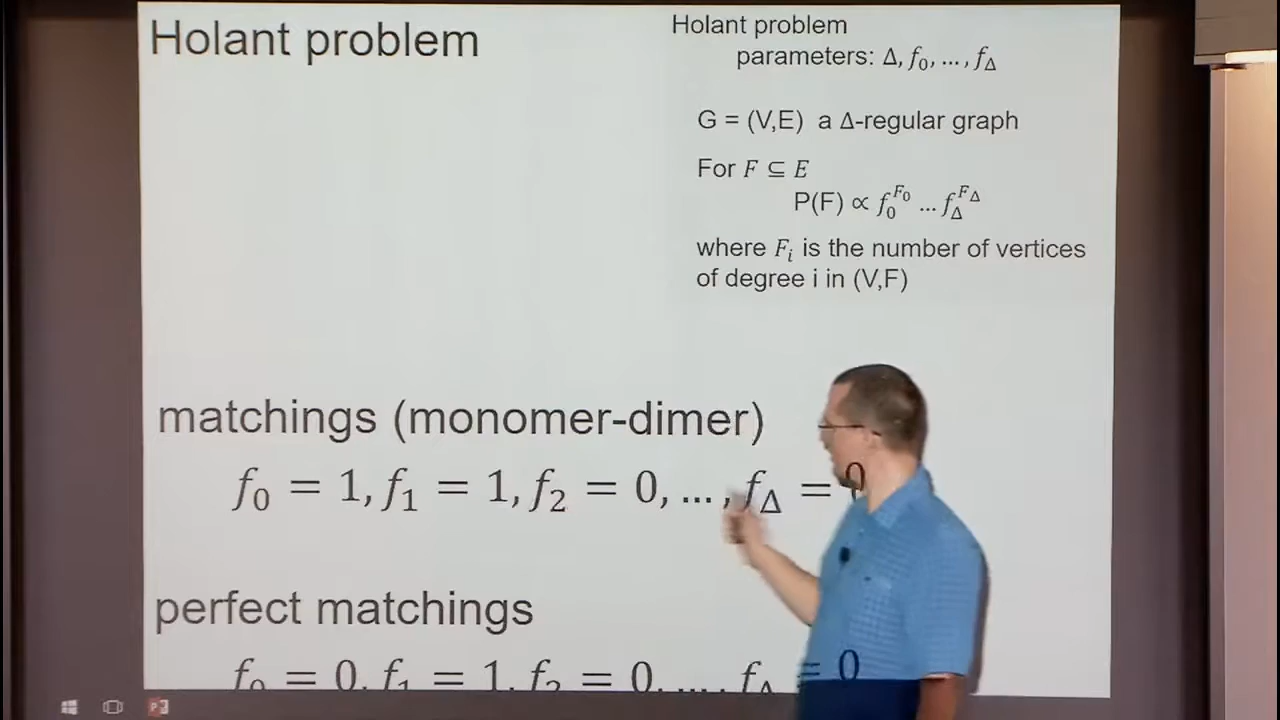 Holant problem
Holant problem
parameters: Δ, f₀, ... , f_Δ
G = (V,E) a Δ-regular graph
For F ⊆ E
P(F) ∝ f₀^F₀ ... f_Δ^F_Δ
where Fᵢ is the number of vertices
of degree i in (V,F)
matchings (monomer-dimer)
f₀ = 1, f₁ = 1, f₂ = 0, ... , f_Δ = 0
perfect matchings
f₀ = 0, f₁ = 1, f₂ = 0, ... , f_Δ = 0